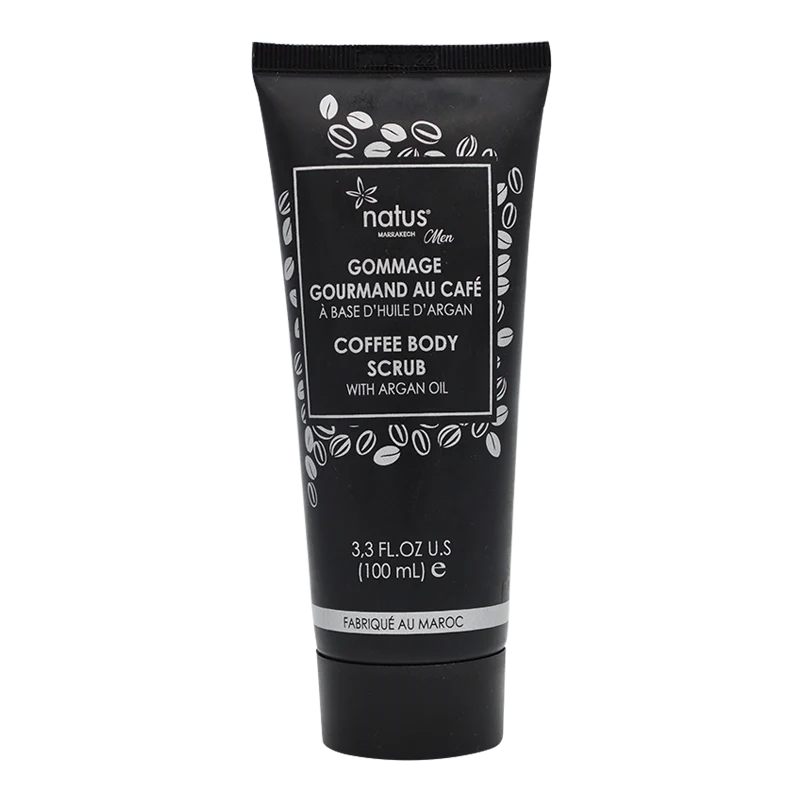 natus®
MARRAKECH
Men
GOMMAGE
GOURMAND AU CAFÉ
À BASE D'HUILE D'ARGAN
COFFEE BODY
SCRUB
WITH ARGAN OIL
3,3 FL.OZ U.S
(100 mL) ℮
FABRIQUÉ AU MAROC